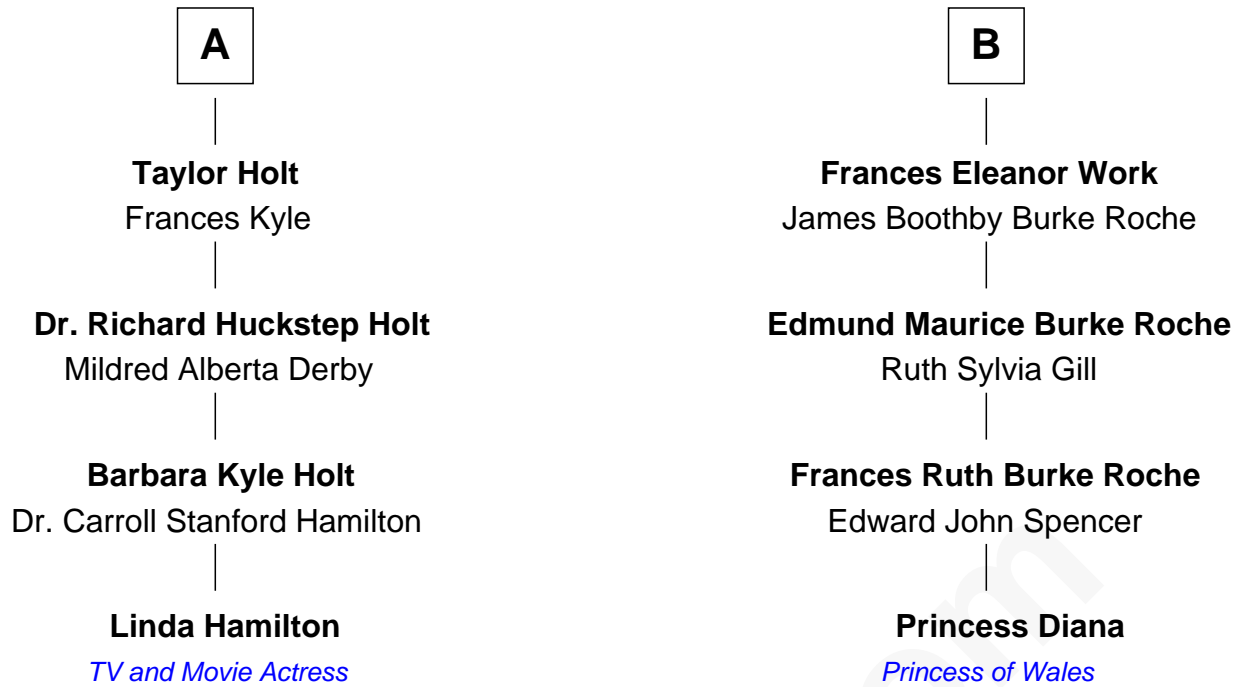 A
Taylor Holt
Frances Kyle
Dr. Richard Huckstep Holt
Mildred Alberta Derby
Barbara Kyle Holt
Dr. Carroll Stanford Hamilton
Linda Hamilton
TV and Movie Actress
B
Frances Eleanor Work
James Boothby Burke Roche
Edmund Maurice Burke Roche
Ruth Sylvia Gill
Frances Ruth Burke Roche
Edward John Spencer
Princess Diana
Princess of Wales